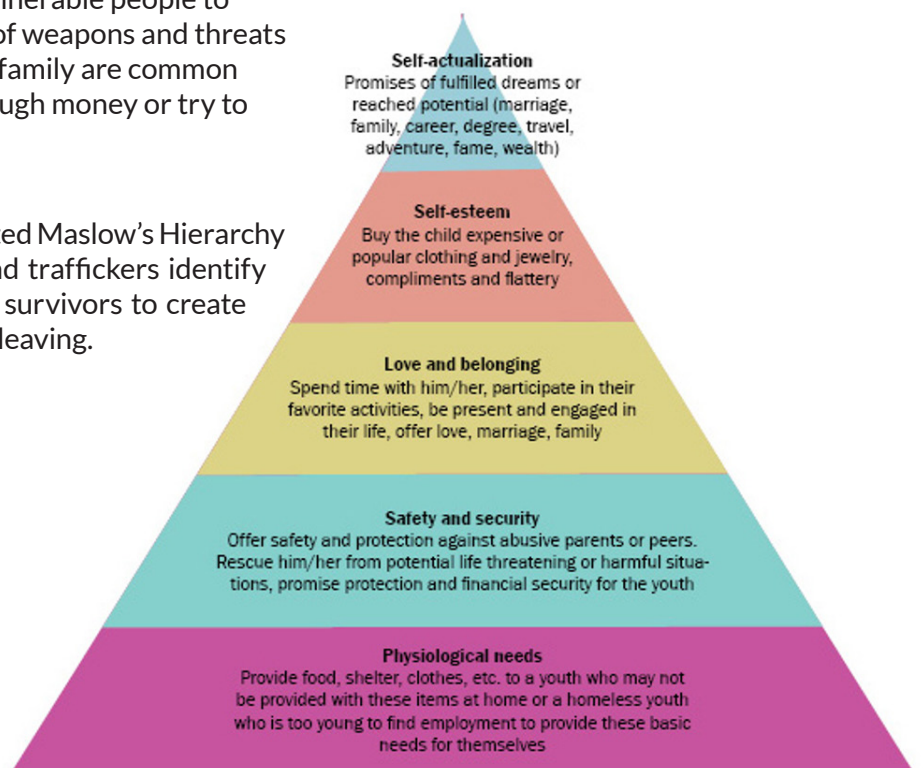 of weapons and threats
family are common
ugh money or try to
ed Maslow's Hierarchy
d traffickers identify
survivors to create
leaving.
Self-actualization
Promises of fulfilled dreams or
reached potential (marriage,
family, career, degree, travel,
adventure, fame, wealth)
Self-esteem
Buy the child expensive or
popular clothing and jewelry,
compliments and flattery
Love and belonging
Spend time with him/her, participate in their
favorite activities, be present and engaged in
their life, offer love, marriage, family
Safety and security
Offer safety and protection against abusive parents or peers.
Rescue him/her from potential life threatening or harmful situa-
tions, promise protection and financial security for the youth
Physiological needs
Provide food, shelter, clothes, etc. to a youth who may not
be provided with these items at home or a homeless youth
who is too young to find employment to provide these basic
needs for themselves